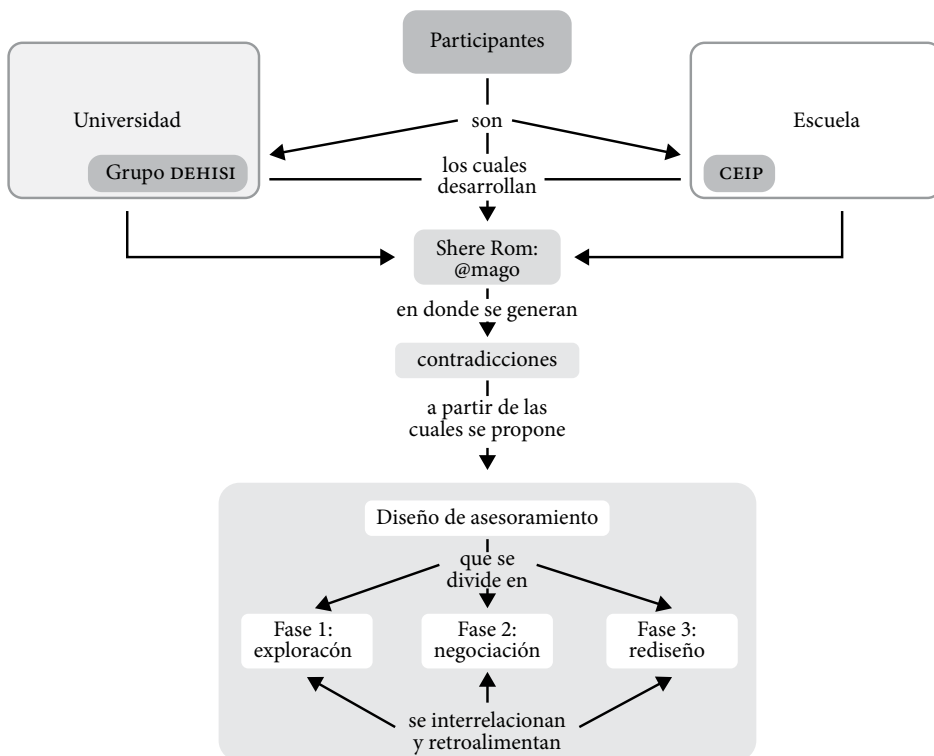 Participantes
Universidad
Escuela
son
Grupo DEHISI
CEIP
los cuales
desarrollan
Shere Rom:
@mago
en donde se generan
contradicciones
a partir de las
cuales se propone
Diseño de asesoramiento
que se
divide en
Fase 1:
exploracón
Fase 2:
negociación
Fase 3:
rediseño
se interrelacionan
y retroalimentan